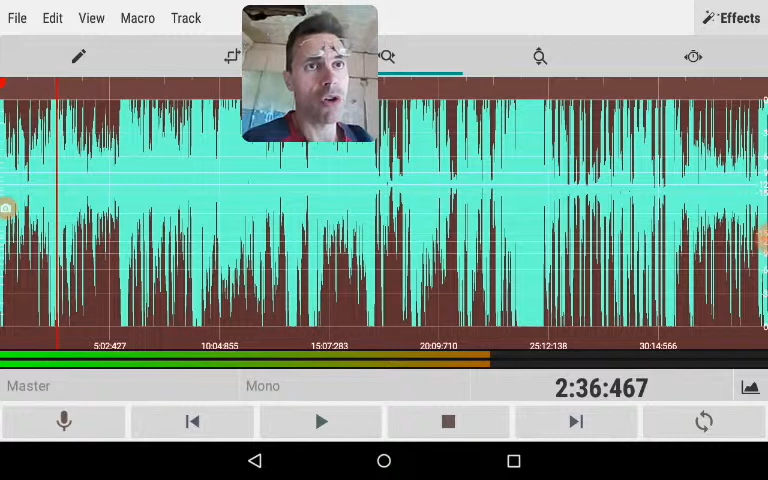 File Edit View Macro Track Effects
5:02:427 10:04:855 15:07:283 20:09:710 25:12:138 30:14:566
Master Mono 2:36:467